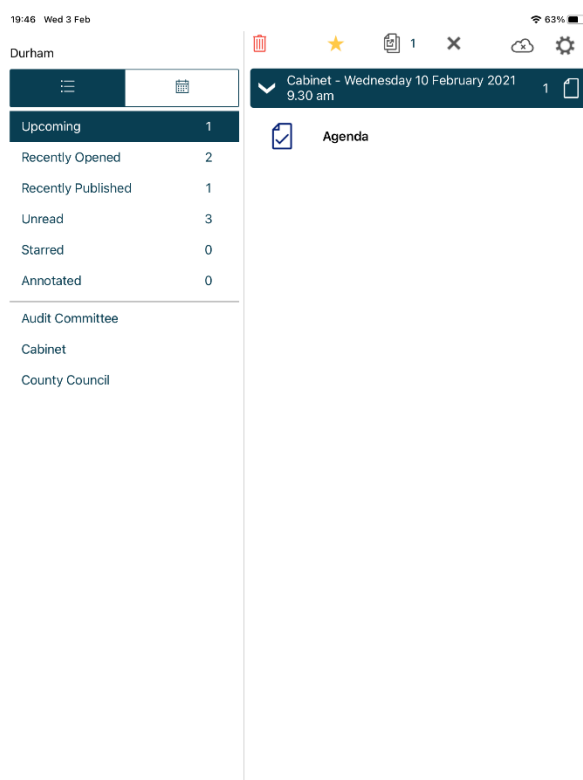 19:46 Wed 3 Feb
63%
Durham
Upcoming 1
Recently Opened 2
Recently Published 1
Unread 3
Starred 0
Annotated 0
Audit Committee
Cabinet
County Council
1
Cabinet - Wednesday 10 February 2021
9.30 am
1
Agenda